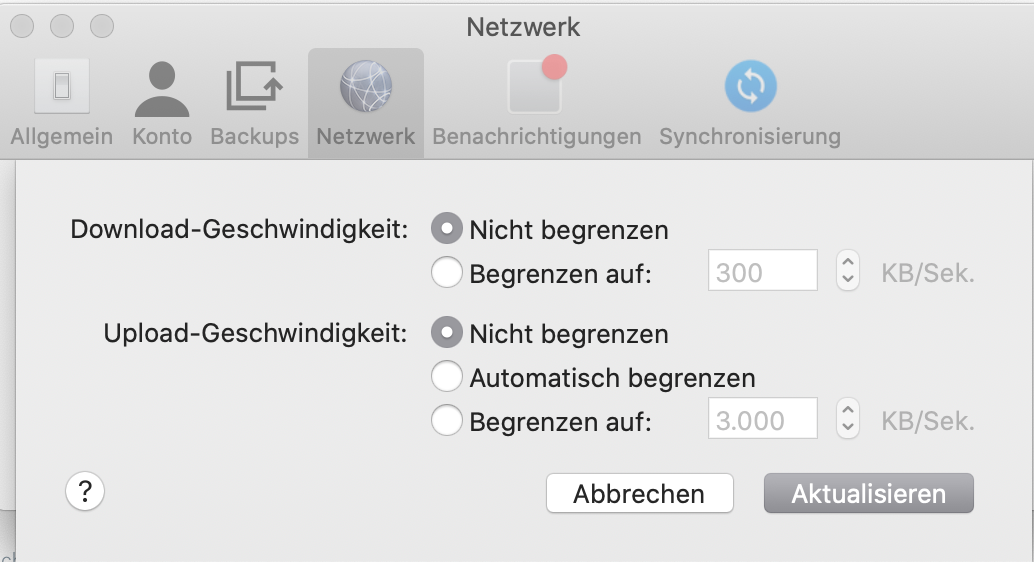 Netzwerk
Allgemein Konto Backups Netzwerk Benachrichtigungen Synchronisierung
Download-Geschwindigkeit: Nicht begrenzen
Begrenzen auf: 300 KB/Sek.
Upload-Geschwindigkeit: Nicht begrenzen
Automatisch begrenzen
Begrenzen auf: 3.000 KB/Sek.
? Abbrechen Aktualisieren